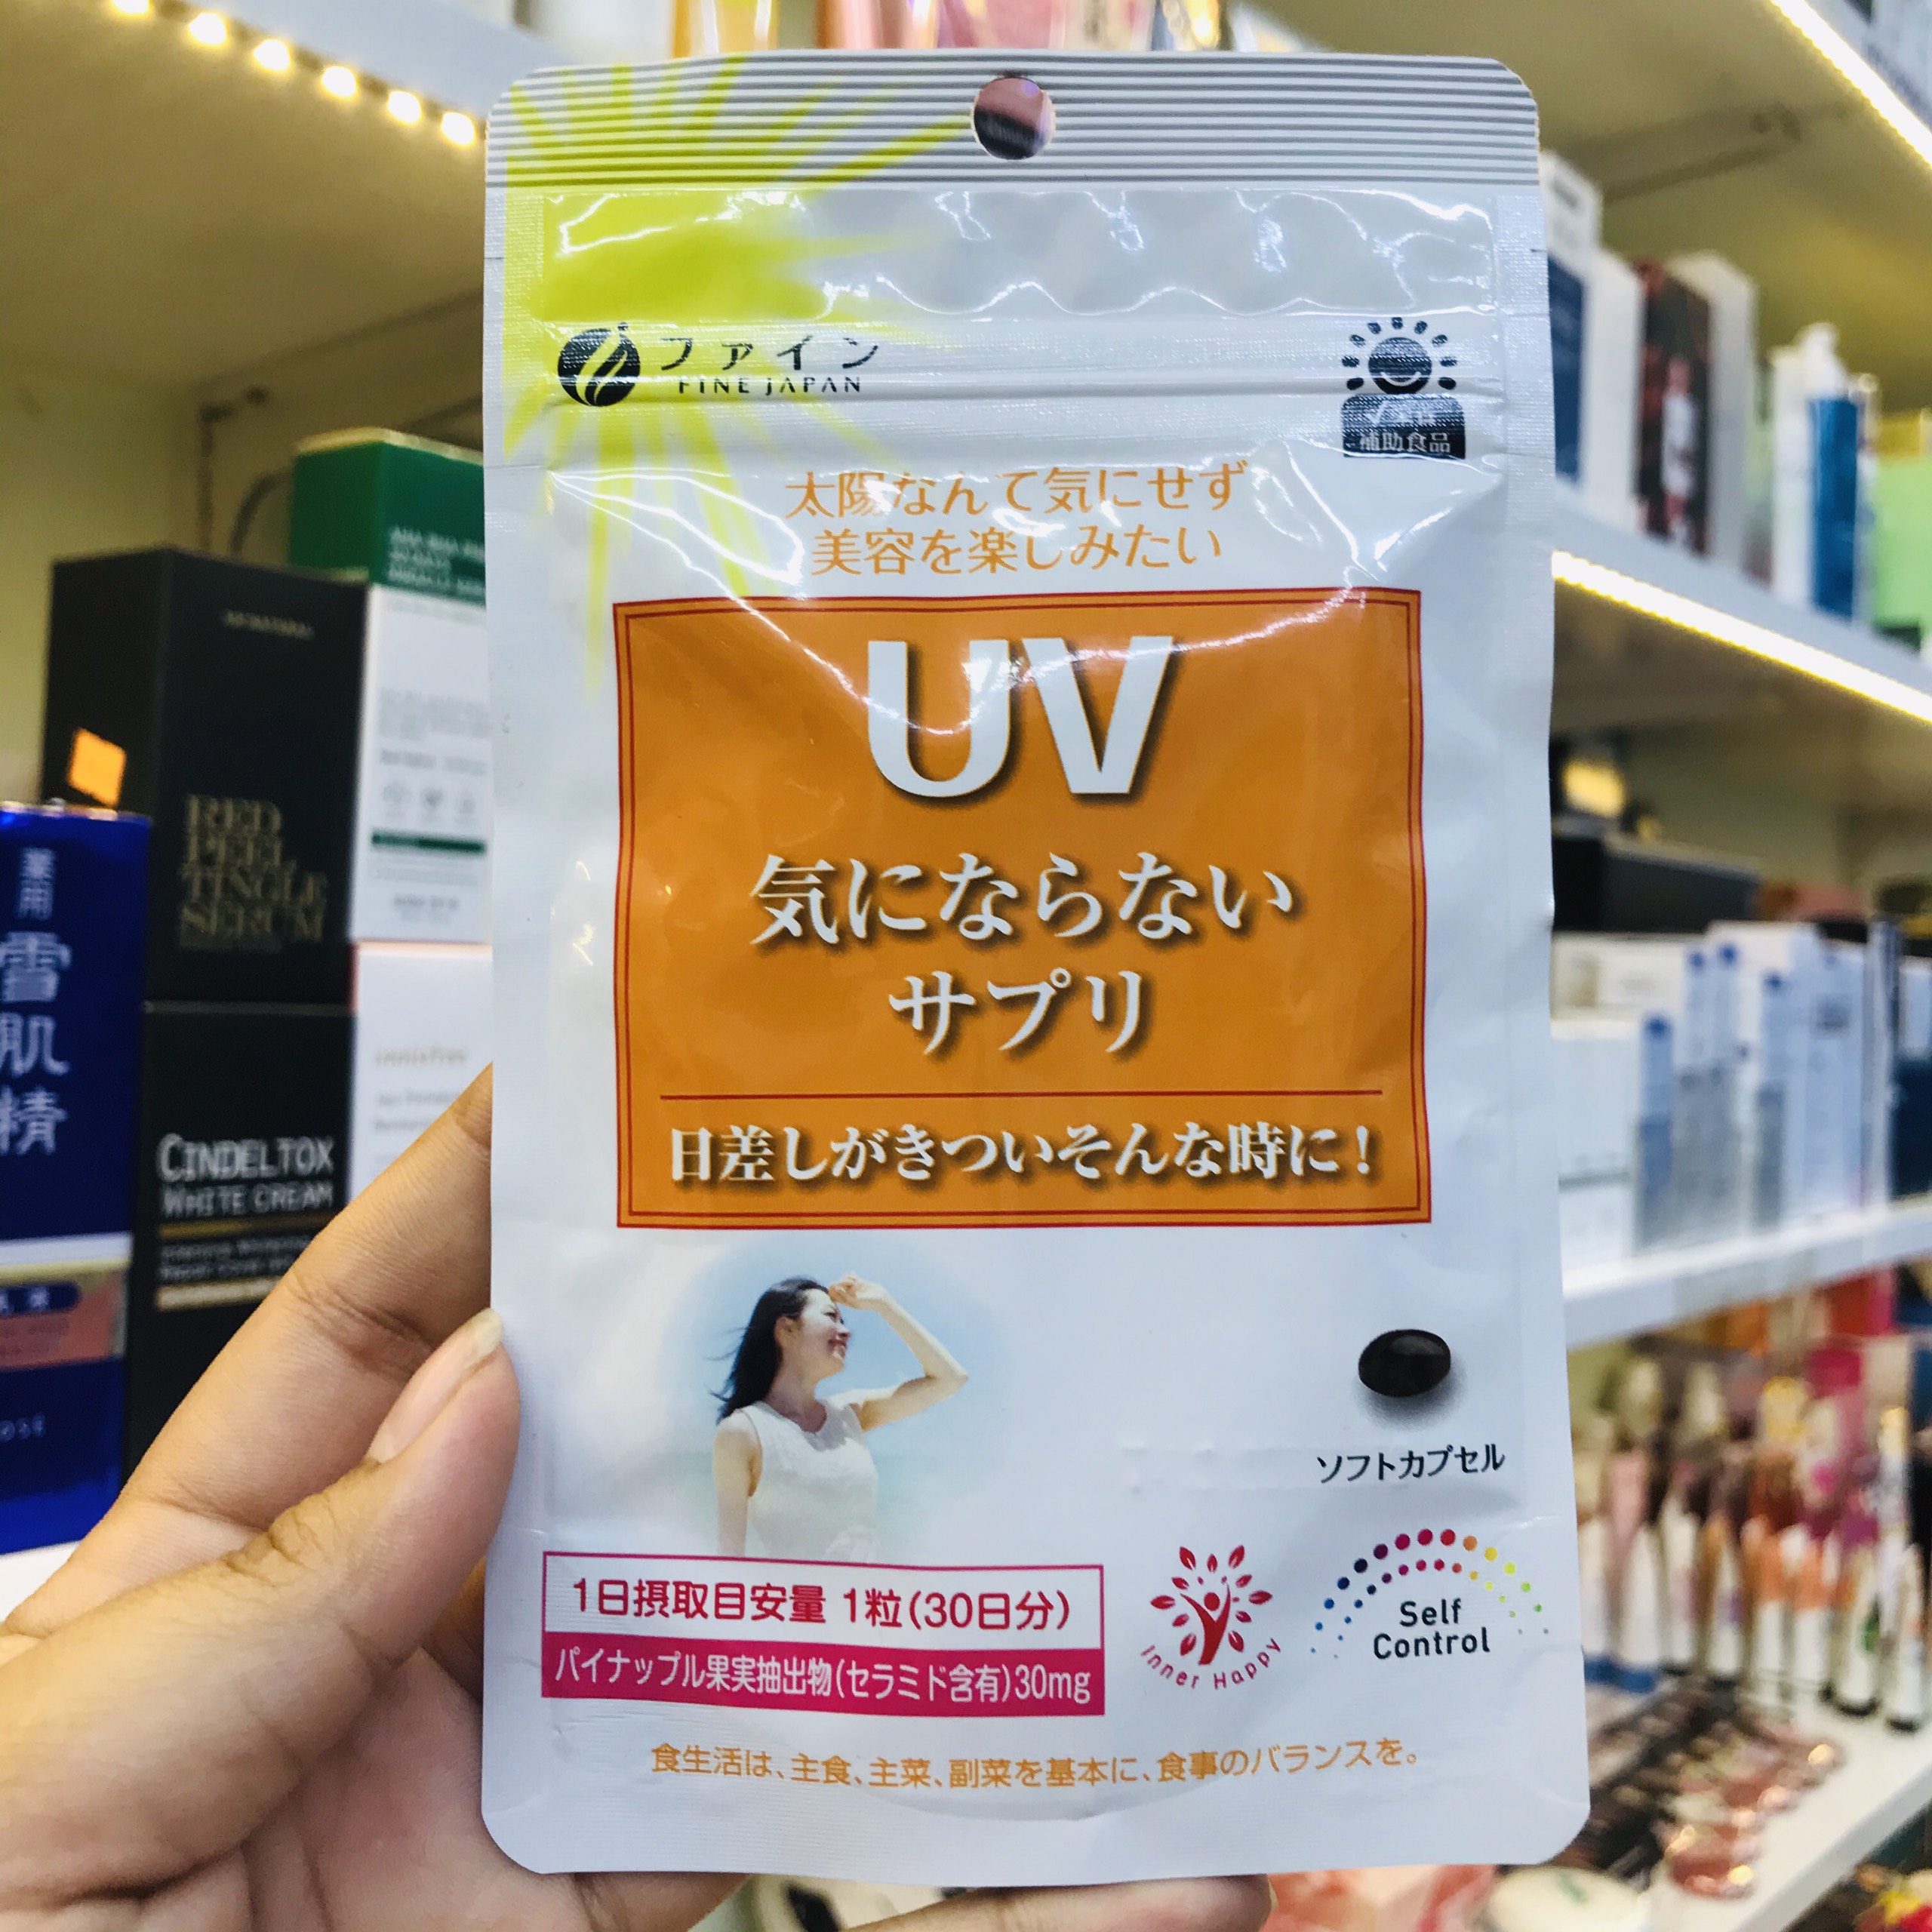 ファイン
FINE JAPAN
補助食品
太陽なんて気にせず
美容を楽しみたい
UV
気にならない
サプリ
日差しがきついそんな時に!
ソフトカプセル
1日摂取目安量 1粒(30日分)
パイナップル果実抽出物(セラミド含有)30mg
Inner Happy
Self
Control
食生活は、主食、主菜、副菜を基本に、食事のバランスを。
RED
PEEL
TINGLE
SERUM
薬用
雪肌精
CINDELTOX
WHITE CREAM
innisfree